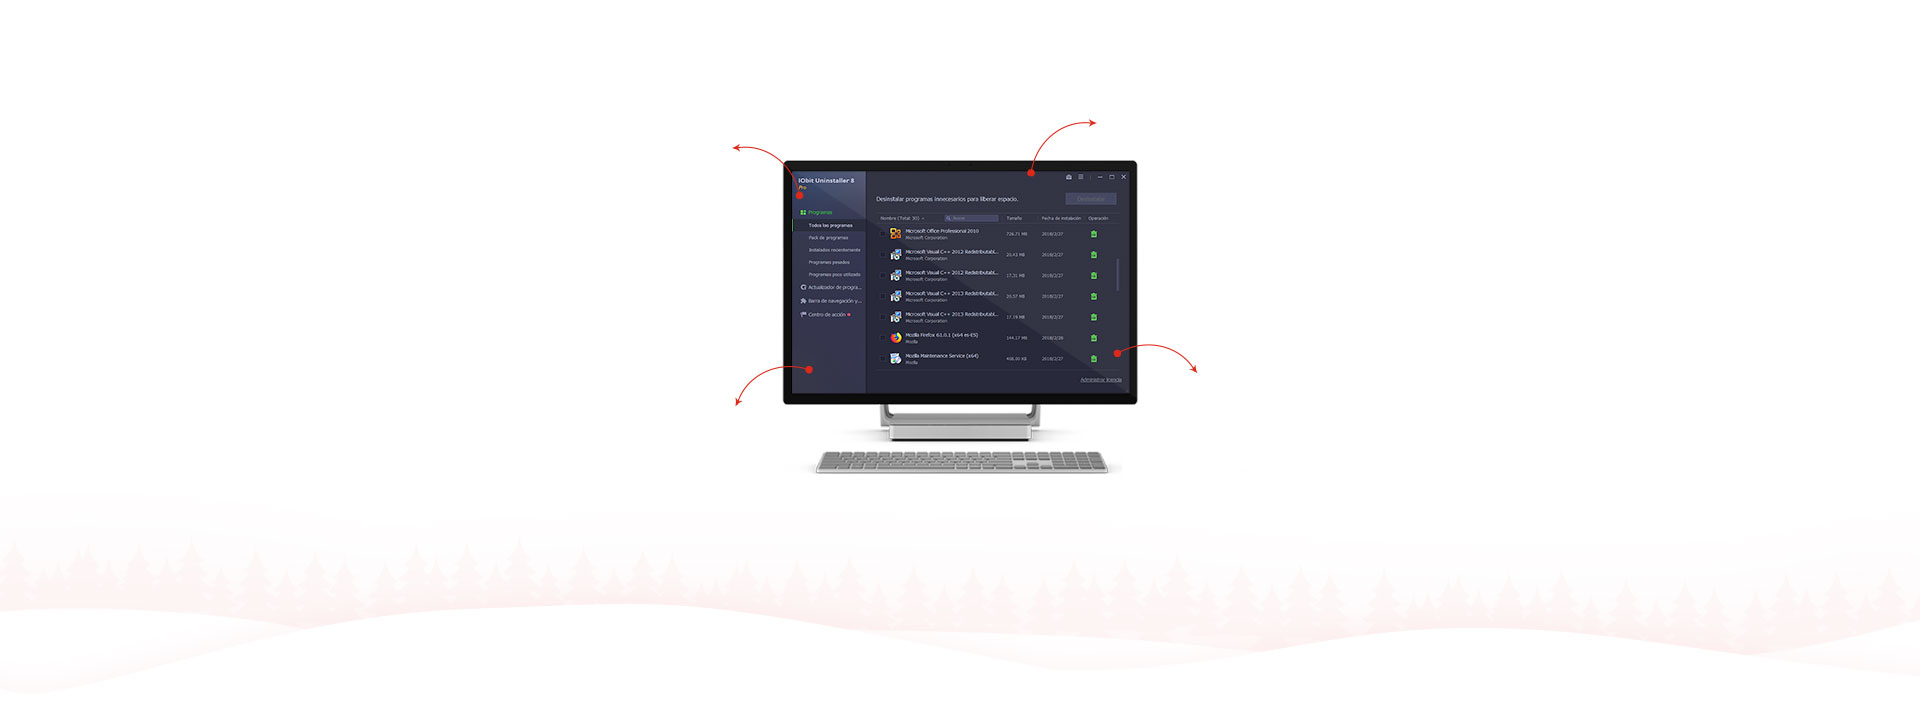 IObit Uninstaller 8
Pro
Desinstalar programas innecesarios para liberar espacio.
Desinstalar
Programas
Todos los programas
Pack de programas
Instalados recientemente
Programas pesados
Programas poco utilizado
Actualizador de progra...
Barra de navegación y...
Centro de acción
Nombre (Total: 30)
Buscar
Tamaño
Fecha de instalación
Operación
Microsoft Office Professional 2010
Microsoft Corporation
726.71 MB
2018/2/27
Microsoft Visual C++ 2012 Redistributabl...
Microsoft Corporation
20.43 MB
2018/2/27
Microsoft Visual C++ 2012 Redistributabl...
Microsoft Corporation
17.31 MB
2018/2/27
Microsoft Visual C++ 2013 Redistributabl...
Microsoft Corporation
20.57 MB
2018/2/27
Microsoft Visual C++ 2013 Redistributabl...
Microsoft Corporation
17.19 MB
2018/2/27
Mozilla Firefox 61.0.1 (x64 es-ES)
Mozilla
144.17 MB
2018/2/28
Mozilla Maintenance Service (x64)
Mozilla
2018/2/27
Administrar licencia